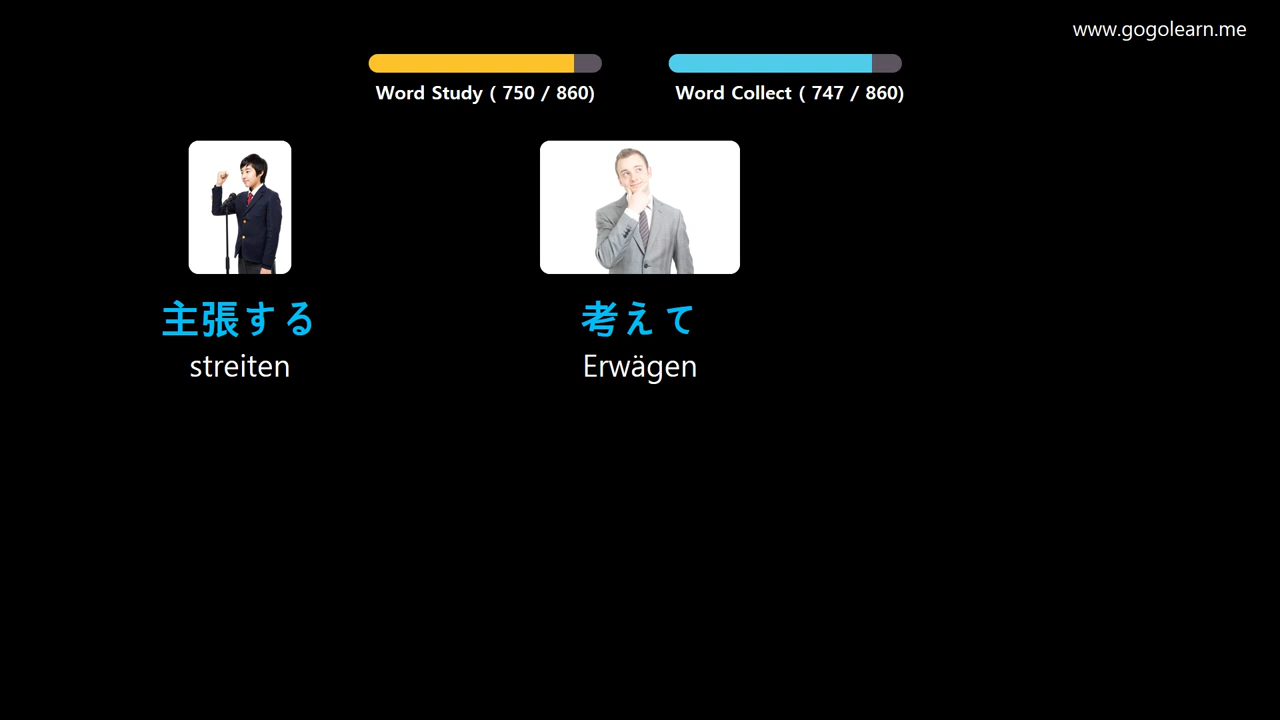 www.gogolearn.me
Word Study ( 750 / 860)
Word Collect ( 747 / 860)
主張する
streiten
考えて
Erwägen